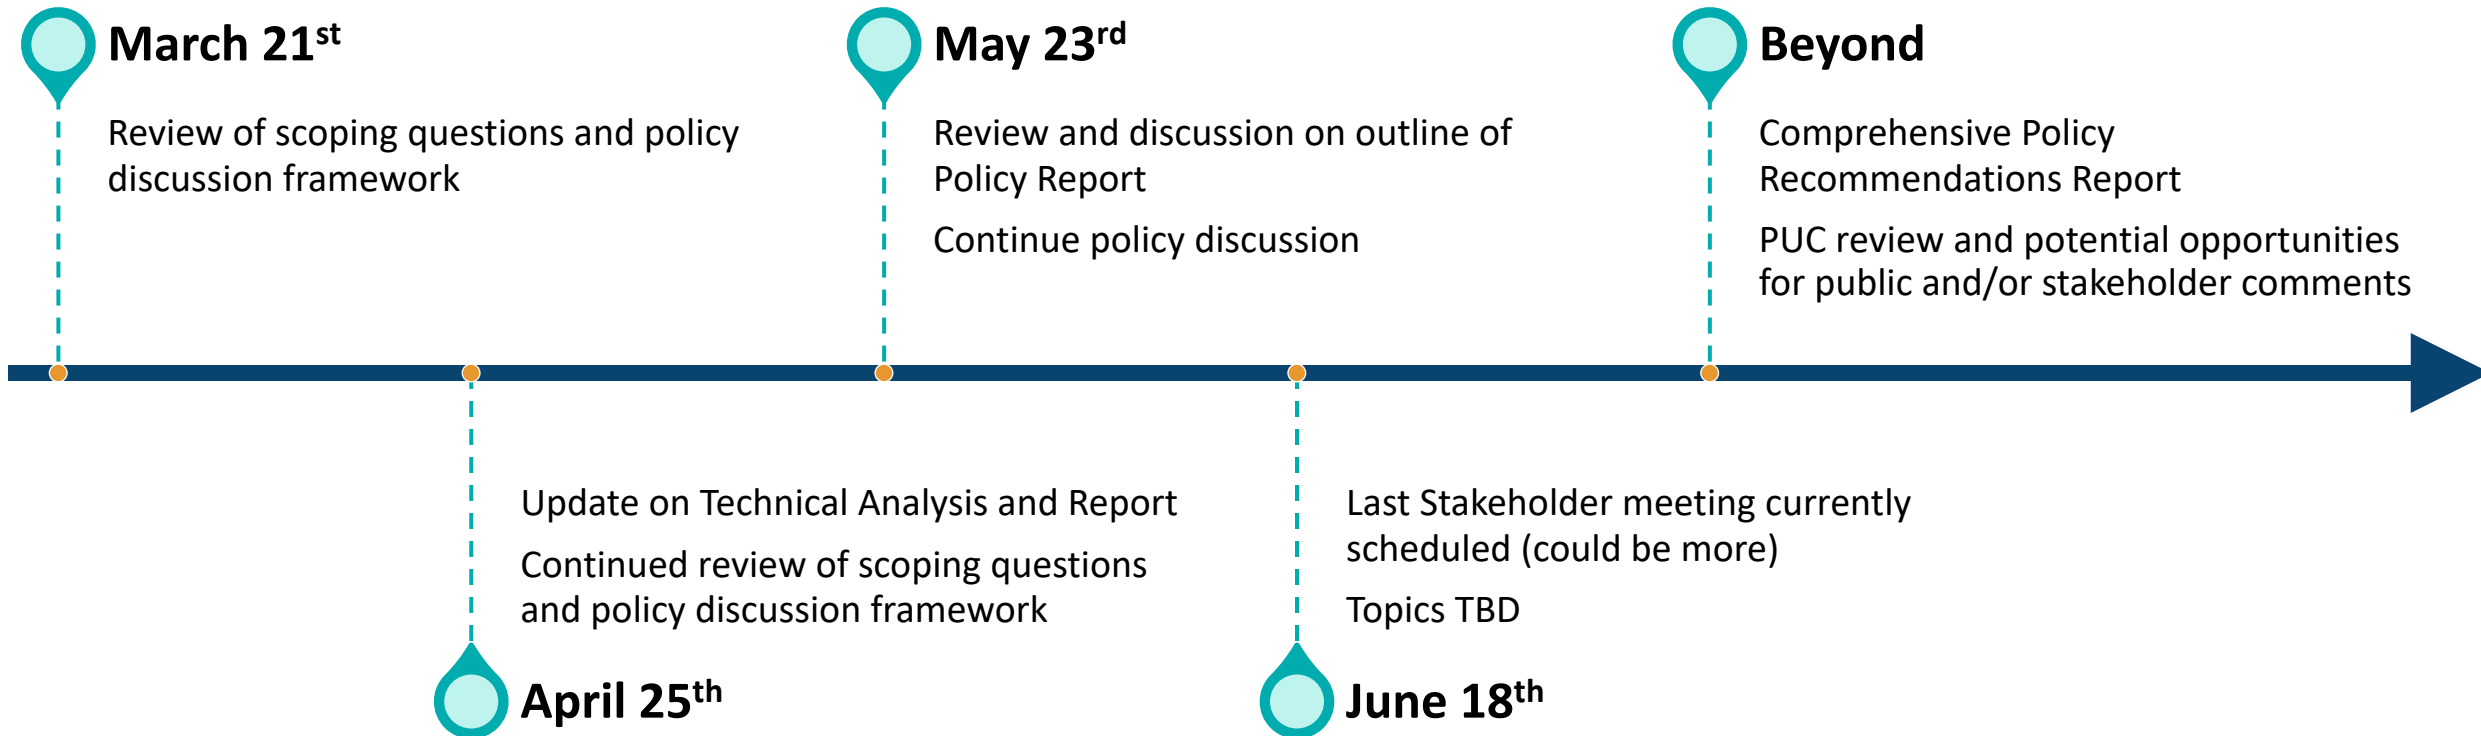 March 21st
Review of scoping questions and policy
discussion framework
May 23rd
Review and discussion on outline of
Policy Report
Continue policy discussion
Beyond
Comprehensive Policy
Recommendations Report
PUC review and potential opportunities
for public and/or stakeholder comments
Update on Technical Analysis and Report
Continued review of scoping questions
and policy discussion framework
April 25th
Last Stakeholder meeting currently
scheduled (could be more)
Topics TBD
June 18th